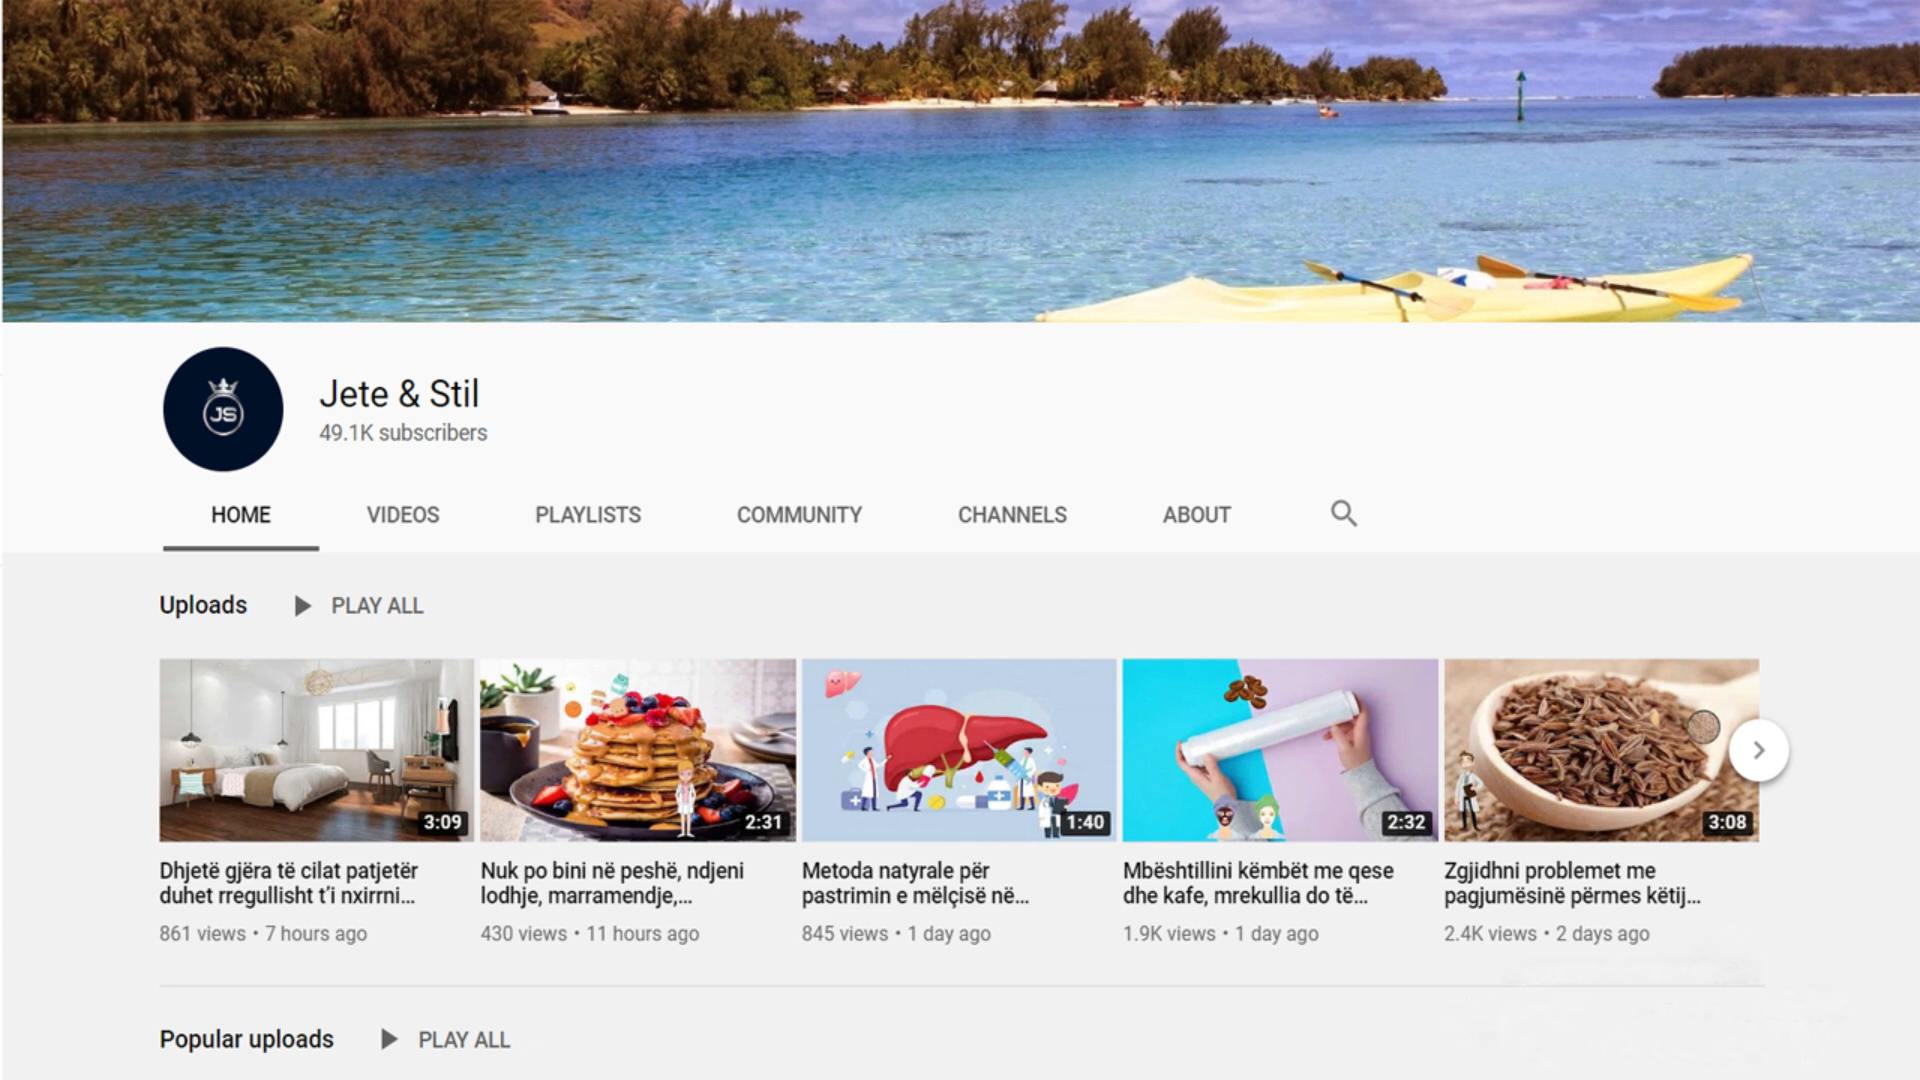 JS
Jete & Stil
49.1K subscribers
HOME VIDEOS PLAYLISTS COMMUNITY CHANNELS ABOUT
Uploads PLAY ALL
3:09 2:31 1:40 2:32 3:08
Dhjetë gjëra të cilat patjetër
duhet rregullisht t'i nxirrni...
861 views • 7 hours ago
Nuk po bini në peshë, ndjeni
lodhje, marramendje,...
430 views • 11 hours ago
Metoda natyrale për
pastrimin e mëlçisë në...
845 views • 1 day ago
Mbështillini këmbët me qese
dhe kafe, mrekullia do të...
1.9K views • 1 day ago
Zgjidhni problemet me
pagjumësinë përmes këtij...
2.4K views • 2 days ago
Popular uploads PLAY ALL